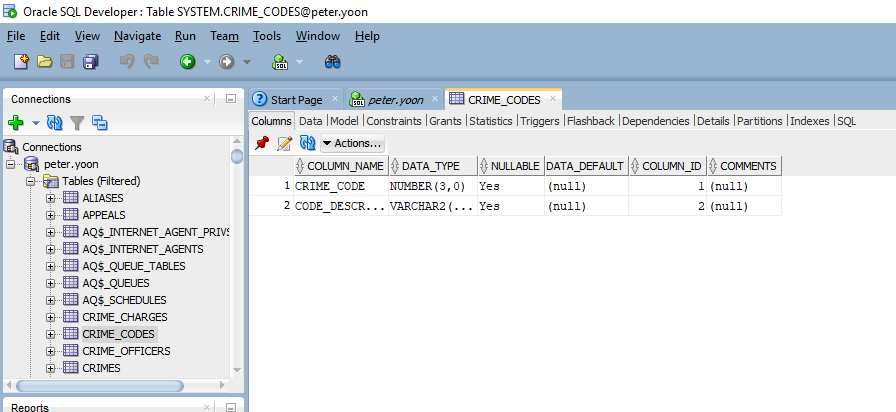 Oracle SQL Developer : Table SYSTEM.CRIME_CODES@peter.yoon
File Edit View Navigate Run Team Tools Window Help
SQL
Connections
Start Page peter.yoon CRIME_CODES
Columns Data Model Constraints Grants Statistics Triggers Flashback Dependencies Details Partitions Indexes SQL
Actions...
COLUMN_NAME DATA_TYPE NULLABLE DATA_DEFAULT COLUMN_ID COMMENTS
1 CRIME_CODE NUMBER(3,0) Yes (null) 1 (null)
2 CODE_DESCR... VARCHAR2(... Yes (null) 2 (null)
Connections
peter.yoon
Tables (Filtered)
ALIASES
APPEALS
AQ$_INTERNET_AGENT_PRIVS
AQ$_INTERNET_AGENTS
AQ$_QUEUE_TABLES
AQ$_QUEUES
AQ$_SCHEDULES
CRIME_CHARGES
CRIME_CODES
CRIME_OFFICERS
CRIMES
Reports